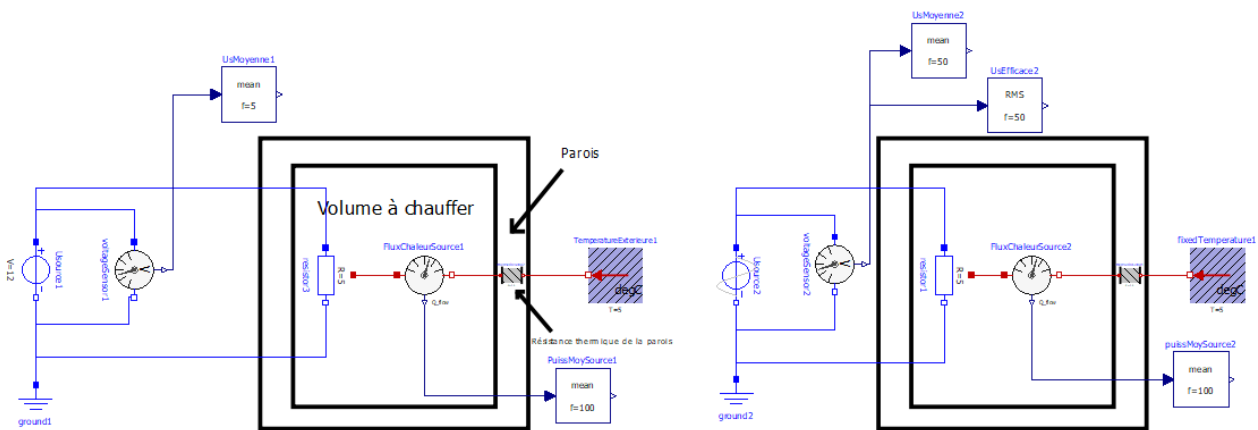 UsMoyenne1
mean
f=5
Parois
Volume à chauffer
V=12
Usource1
voltageSensor1
resistor3
R=5
FluxChaleurSource1
Q_flow
TemperatureExterieure1
degC
T=5
Résistance thermique de la parois
PuissMoySource1
mean
f=100
ground1
UsMoyenne2
mean
f=50
UsEfficace2
RMS
f=50
Usource2
voltageSensor2
resistor1
R=5
FluxChaleurSource2
Q_flow
fixedTemperature1
degC
T=5
puissMoySource2
mean
f=100
ground2